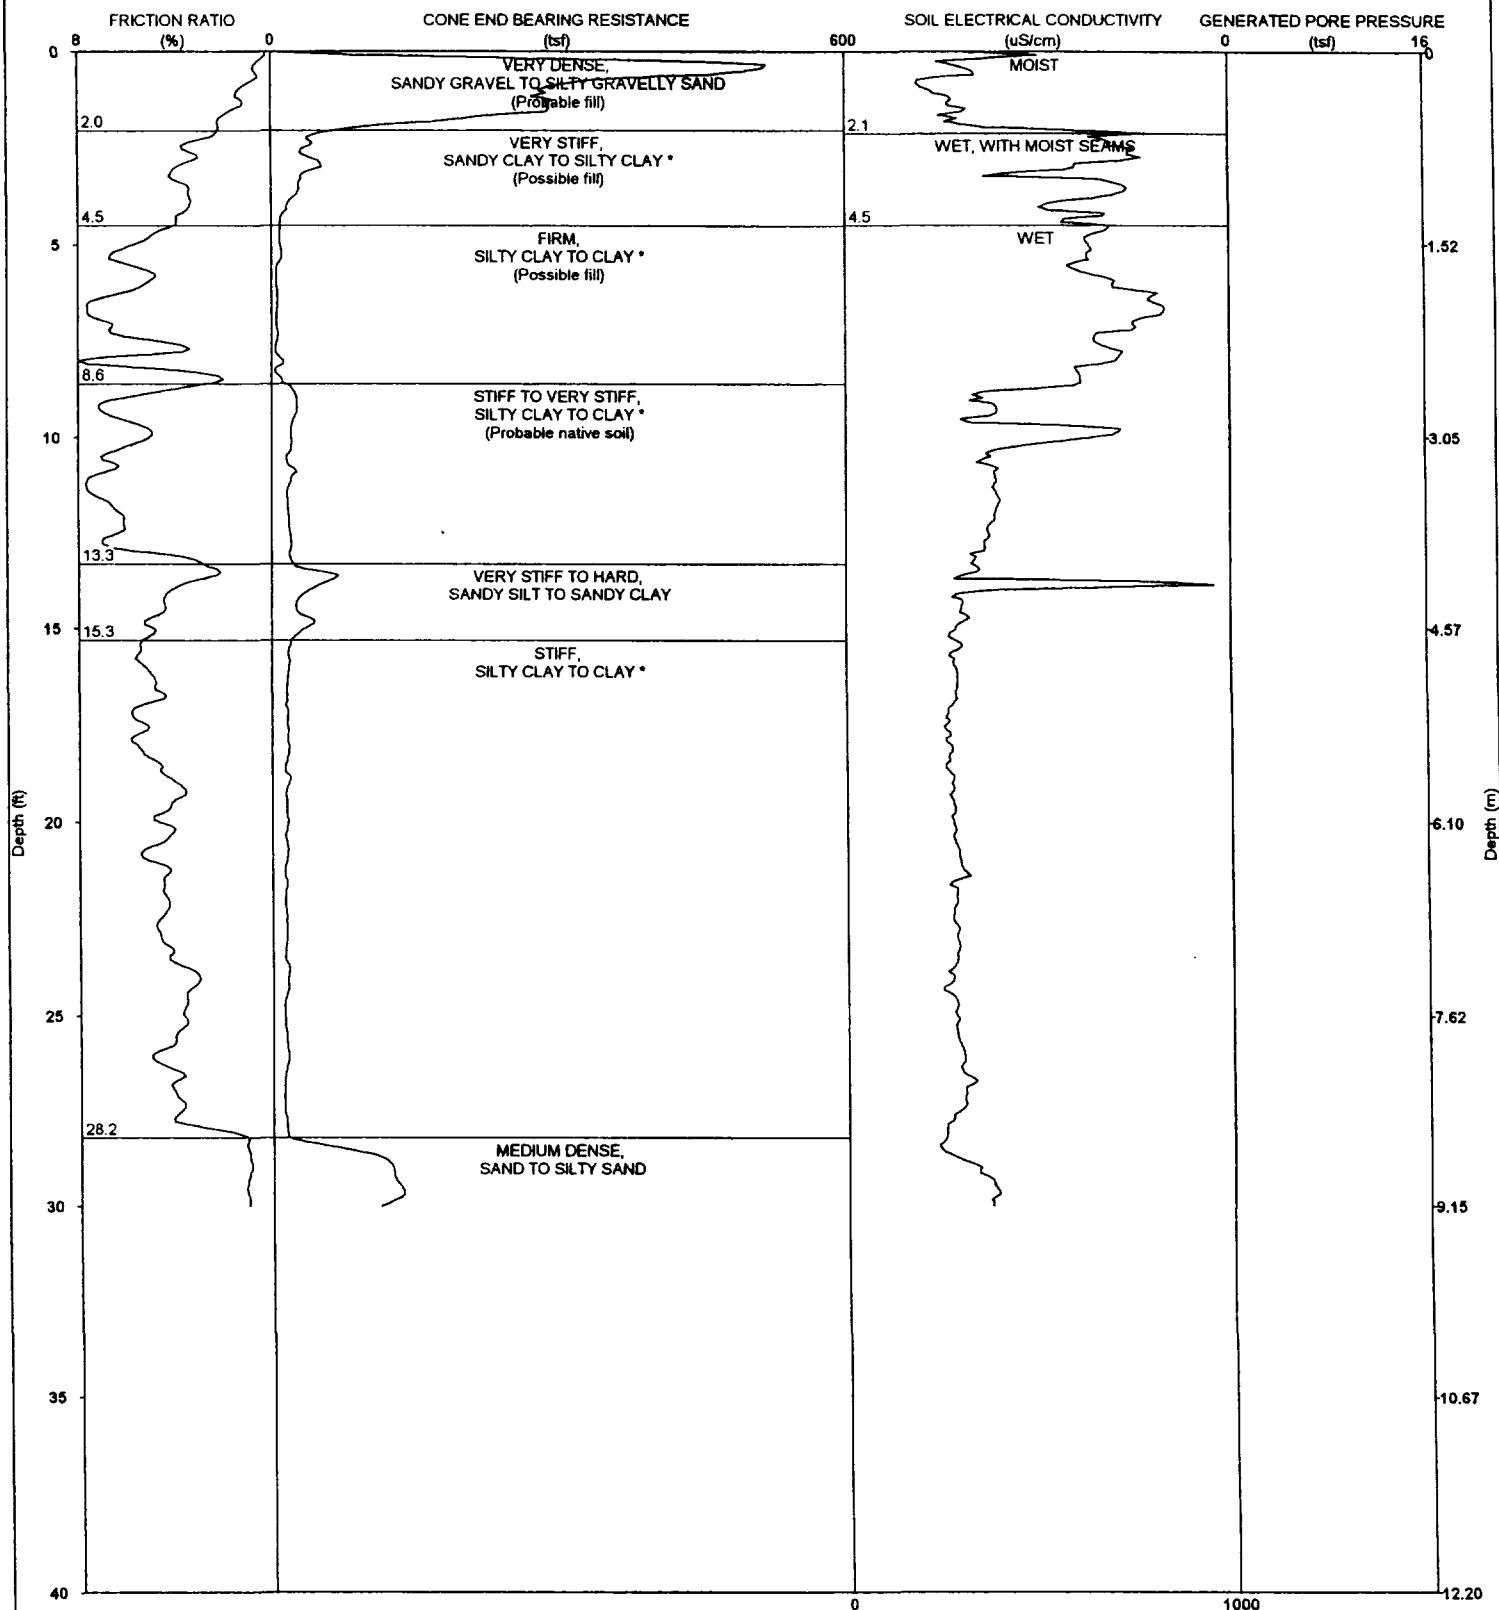 FRICTION RATIO
(%)
CONE END BEARING RESISTANCE
(tsf)
SOIL ELECTRICAL CONDUCTIVITY
(uS/cm)
GENERATED PORE PRESSURE
(tsf)
8
0
600
0
16
0
0
VERY DENSE,
SANDY GRAVEL TO SILTY GRAVELLY SAND
(Probable fill)
MOIST
2.0
2.1
VERY STIFF,
SANDY CLAY TO SILTY CLAY *
(Possible fill)
WET, WITH MOIST SEAMS
4.5
4.5
FIRM,
SILTY CLAY TO CLAY *
(Possible fill)
WET
5
1.52
8.6
STIFF TO VERY STIFF,
SILTY CLAY TO CLAY *
(Probable native soil)
10
3.05
13.3
VERY STIFF TO HARD,
SANDY SILT TO SANDY CLAY
15
15.3
4.57
STIFF,
SILTY CLAY TO CLAY *
Depth (ft)
20
6.10
Depth (m)
25
7.62
28.2
MEDIUM DENSE,
SAND TO SILTY SAND
30
9.15
35
10.67
40
12.20
0
1000